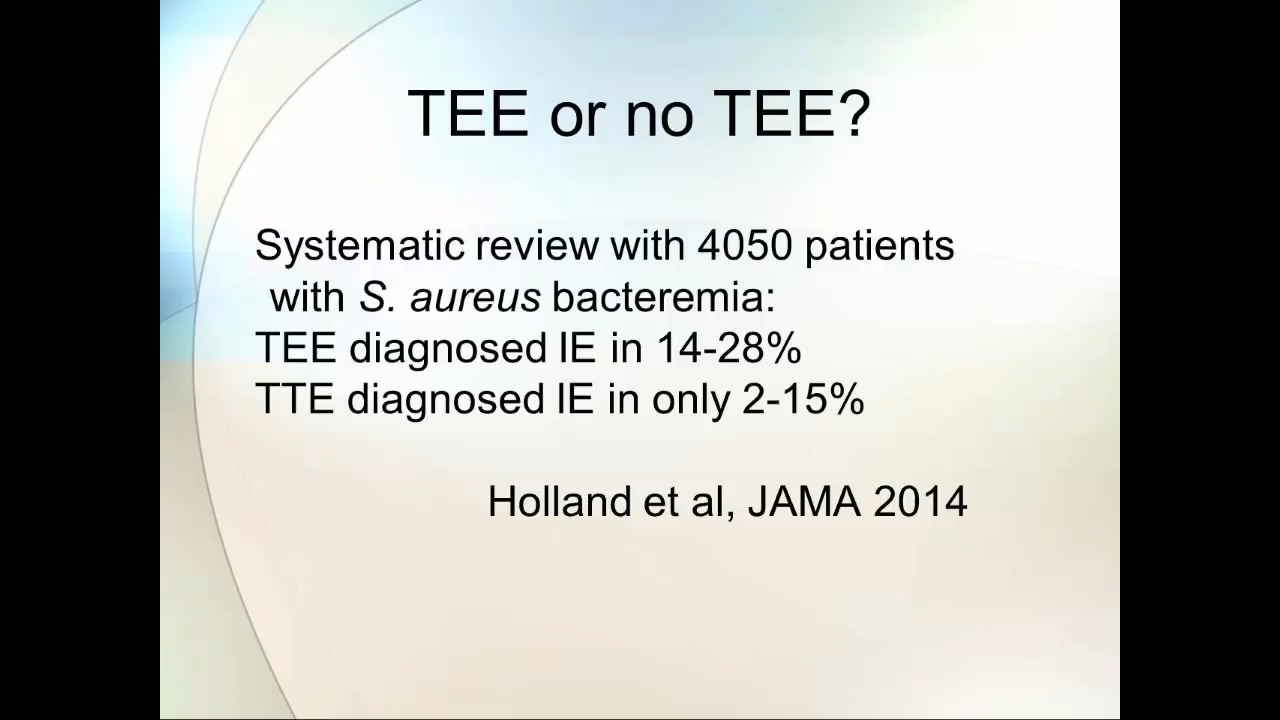 TEE or no TEE?
Systematic review with 4050 patients
with S. aureus bacteremia:
TEE diagnosed IE in 14-28%
TTE diagnosed IE in only 2-15%
Holland et al, JAMA 2014